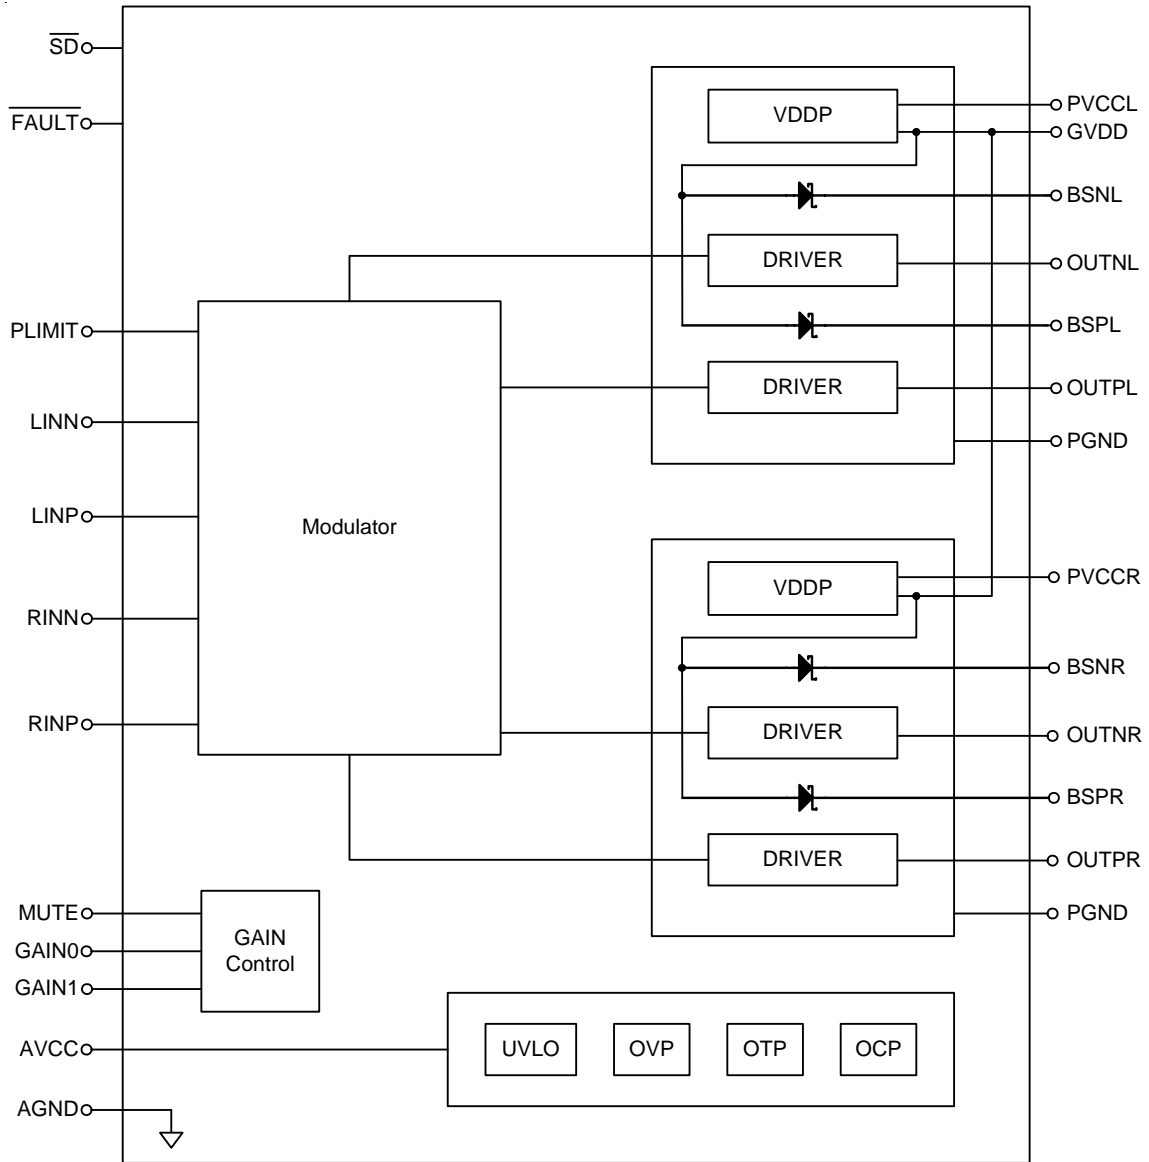 SD
FAULT
PLIMIT
LINN
LINP
RINN
RINP
MUTE
GAIN0
GAIN1
AVCC
AGND
Modulator
GAIN
Control
VDDP
DRIVER
DRIVER
VDDP
DRIVER
DRIVER
UVLO
OVP
OTP
OCP
PVCCL
GVDD
BSNL
OUTNL
BSPL
OUTPL
PGND
PVCCR
BSNR
OUTNR
BSPR
OUTPR
PGND